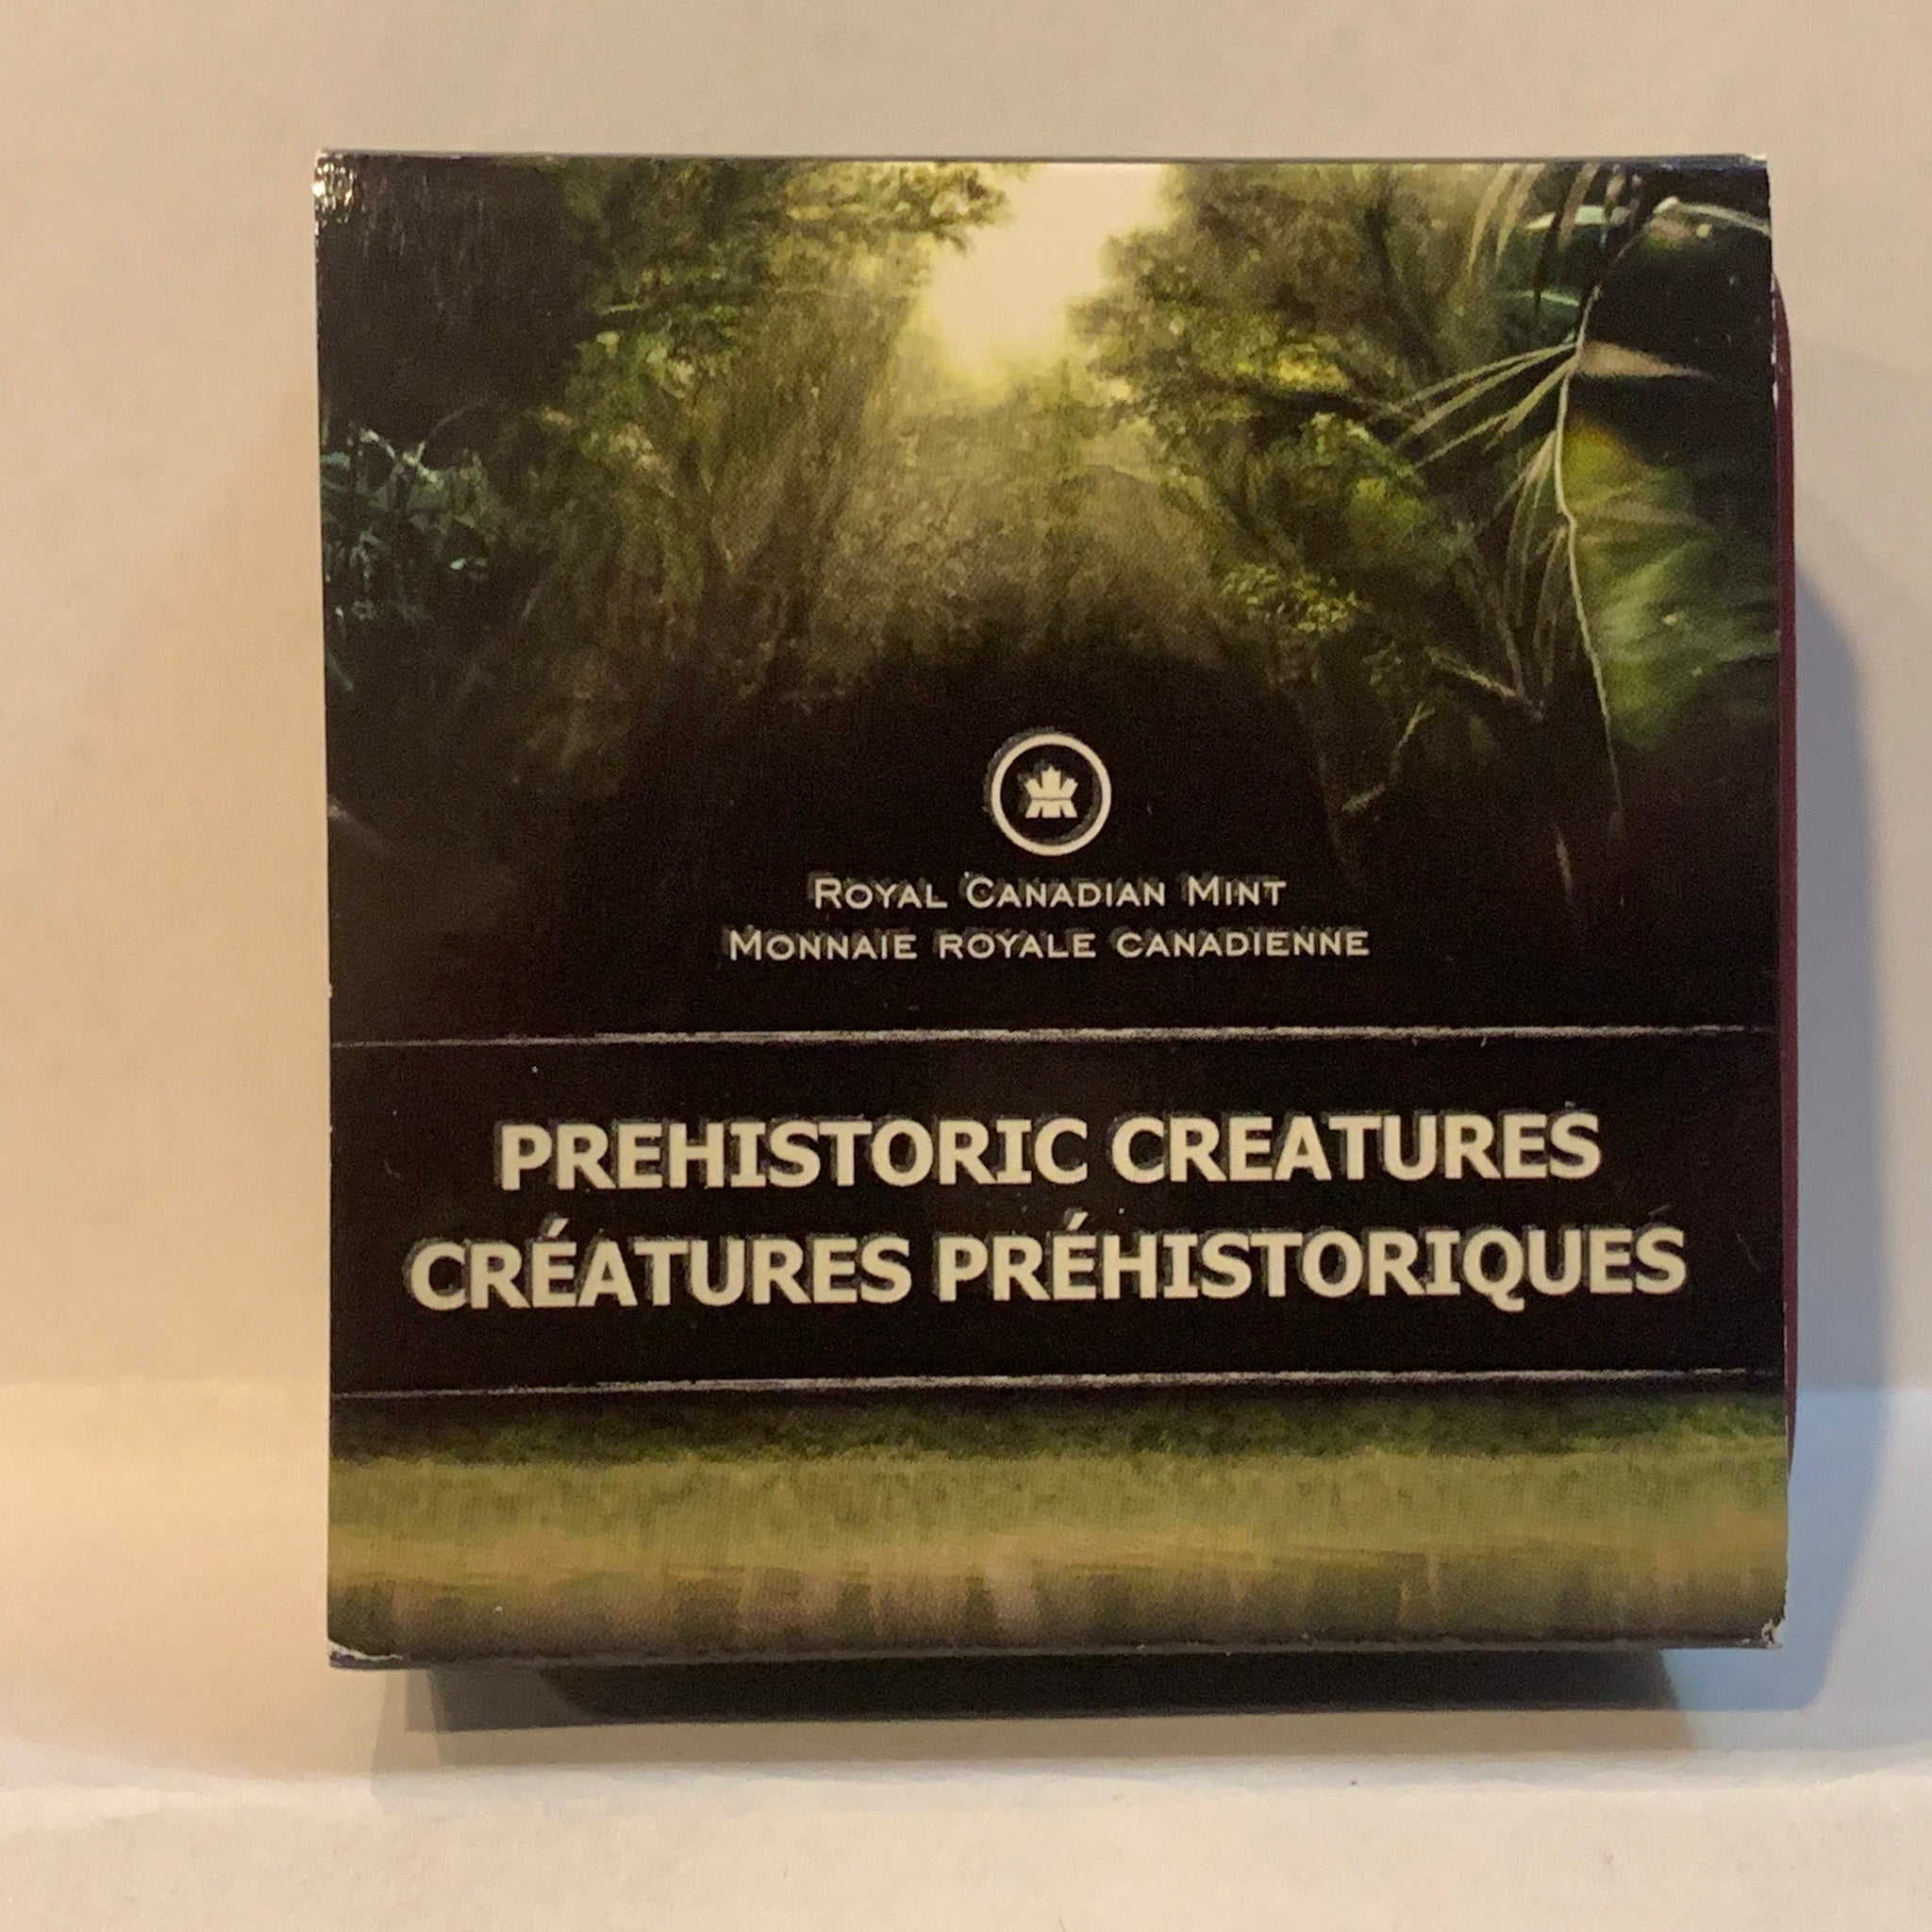 ROYAL CANADIAN MINT
MONNAIE ROYALE CANADIENNE
PREHISTORIC CREATURES
CRÉATURES PRÉHISTORIQUES